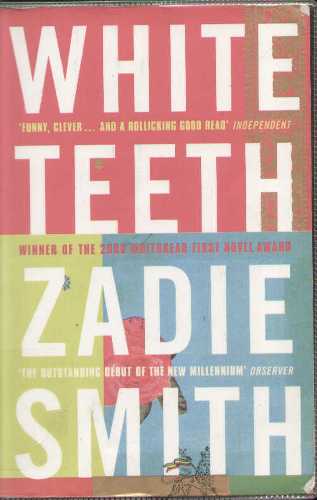 WHITE
'FUNNY, CLEVER ... AND A ROLLICKING GOOD READ' INDEPENDENT
TEETH
WINNER OF THE 2000 WHITBREAD FIRST NOVEL AWARD
ZADIE
'THE OUTSTANDING DÉBUT OF THE NEW MILLENNIUM' OBSERVER
SMITH